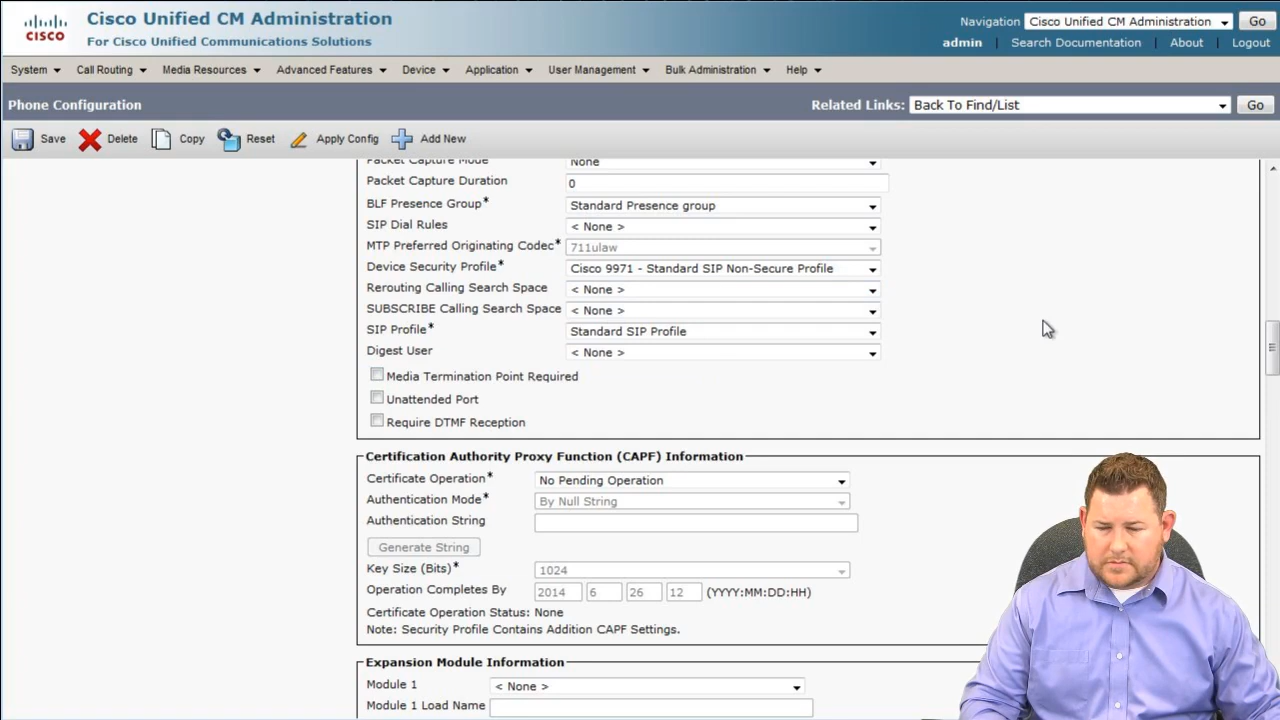 CISCO
Cisco Unified CM Administration
For Cisco Unified Communications Solutions
Navigation Cisco Unified CM Administration Go
admin | Search Documentation | About | Logout
System Call Routing Media Resources Advanced Features Device Application User Management Bulk Administration Help
Phone Configuration
Related Links: Back To Find/List Go
Save Delete Copy Reset Apply Config Add New
Packet Capture Mode None
Packet Capture Duration 0
BLF Presence Group* Standard Presence group
SIP Dial Rules < None >
MTP Preferred Originating Codec* 711ulaw
Device Security Profile* Cisco 9971 - Standard SIP Non-Secure Profile
Rerouting Calling Search Space < None >
SUBSCRIBE Calling Search Space < None >
SIP Profile* Standard SIP Profile
Digest User < None >
Media Termination Point Required
Unattended Port
Require DTMF Reception
Certification Authority Proxy Function (CAPF) Information
Certificate Operation* No Pending Operation
Authentication Mode* By Null String
Authentication String
Generate String
Key Size (Bits)* 1024
Operation Completes By 2014 6 26 12 (YYYY:MM:DD:HH)
Certificate Operation Status: None
Note: Security Profile Contains Addition CAPF Settings.
Expansion Module Information
Module 1 < None >
Module 1 Load Name